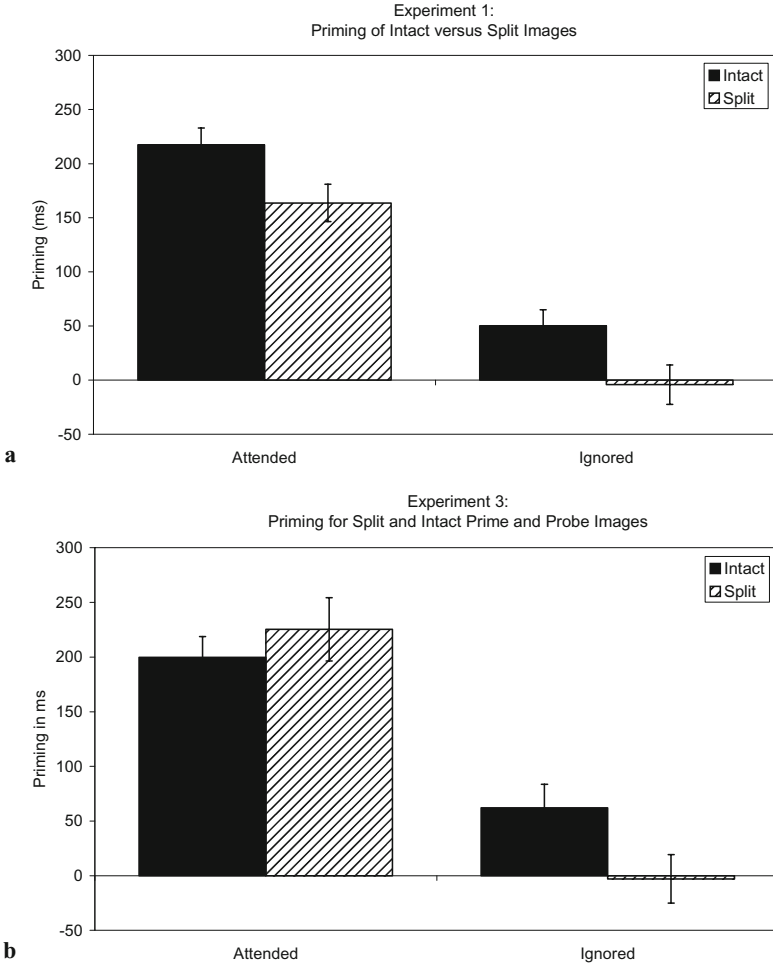 Experiment 1:
Priming of Intact versus Split Images
300
250
200
150
100
50
0
-50
Priming (ms)
Intact
Split
Attended
Ignored
a
Experiment 3:
Priming for Split and Intact Prime and Probe Images
300
250
200
150
100
50
0
-50
Priming in ms
Intact
Split
Attended
Ignored
b